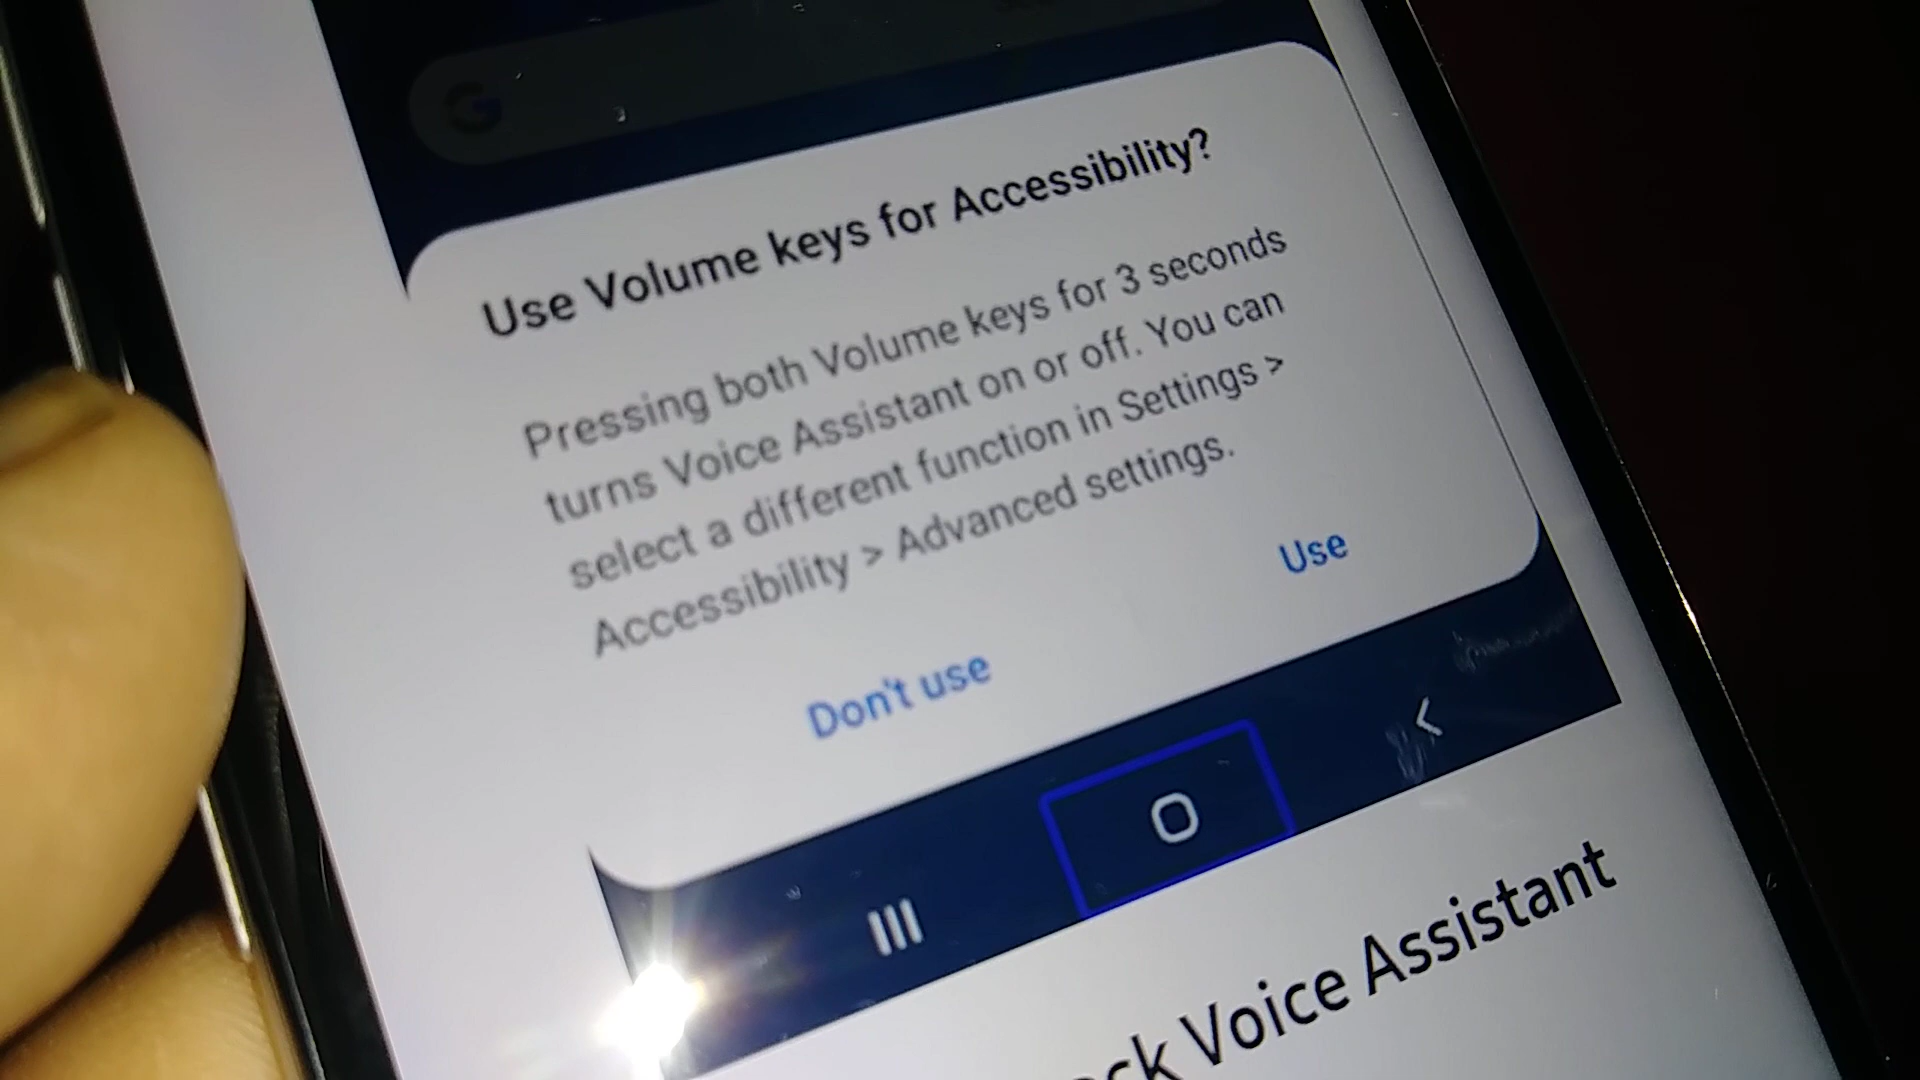 G
Use Volume keys for Accessibility?
Pressing both Volume keys for 3 seconds
turns Voice Assistant on or off. You can
select a different function in Settings >
Accessibility > Advanced settings.
Don't use
Use
Voice Assistant